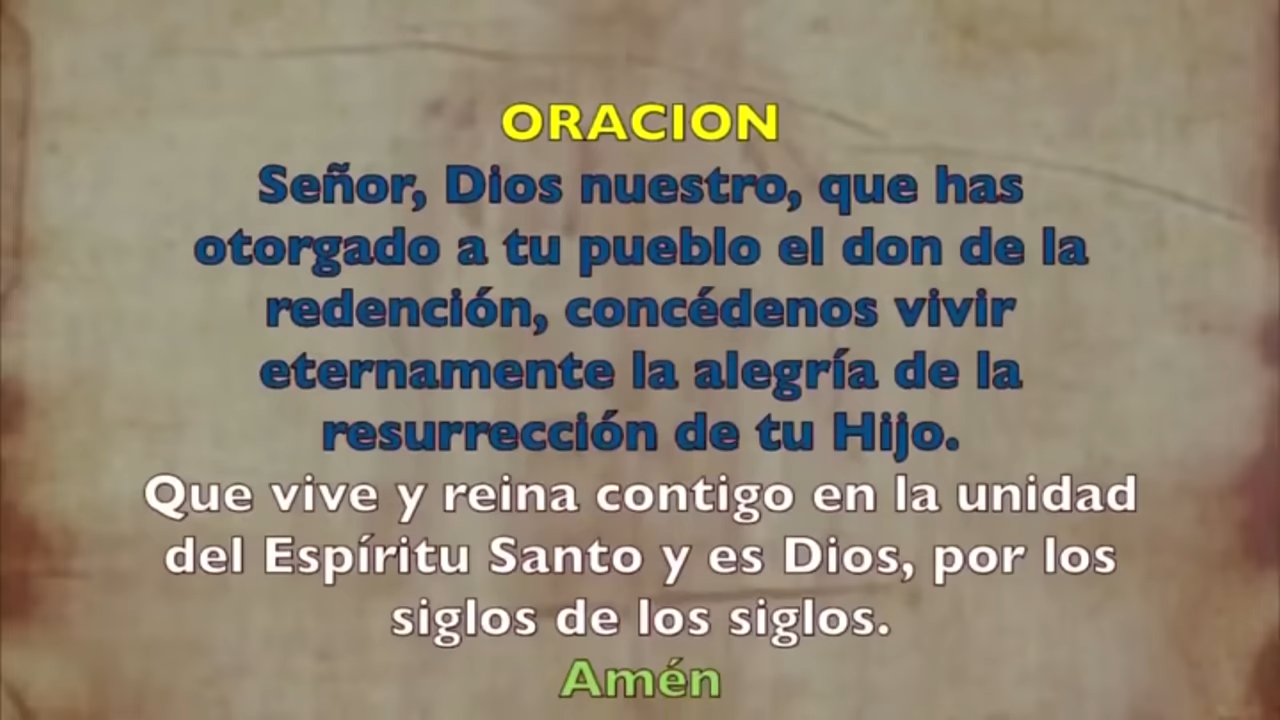 ORACION
Señor, Dios nuestro, que has
otorgado a tu pueblo el don de la
redención, concédenos vivir
eternamente la alegría de la
resurrección de tu Hijo.
Que vive y reina contigo en la unidad
del Espíritu Santo y es Dios, por los
siglos de los siglos.
Amén